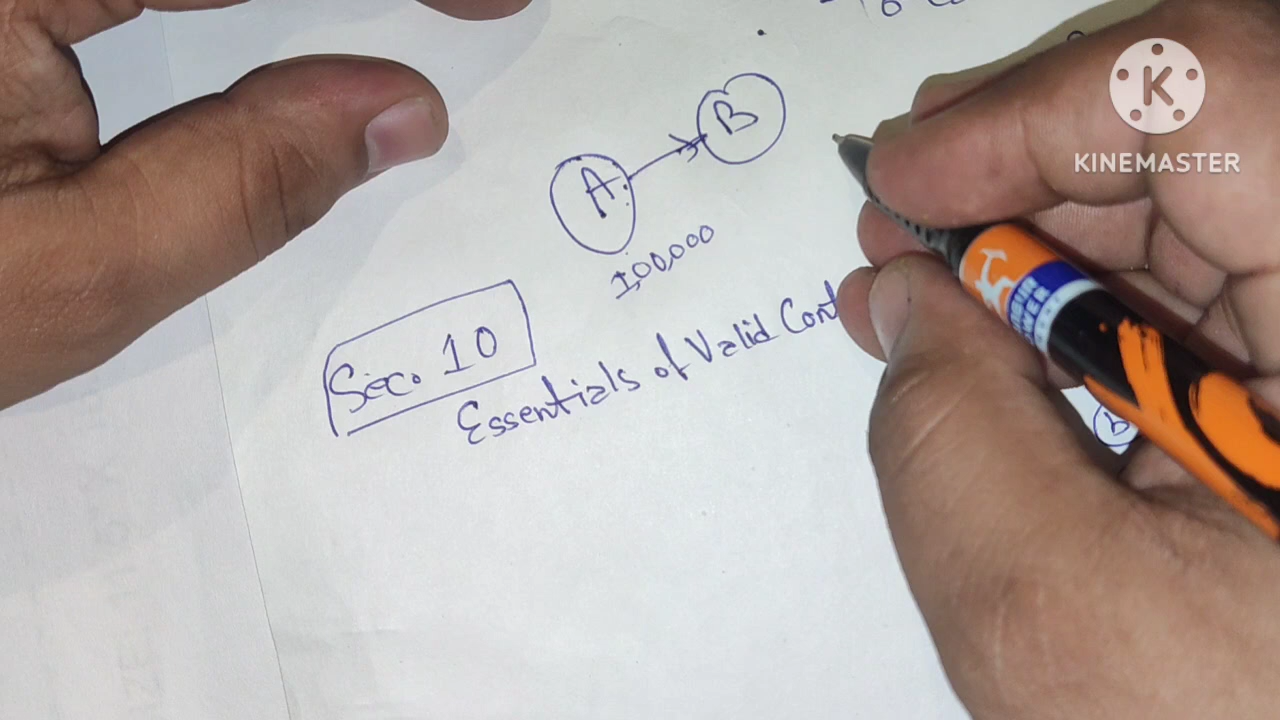 B
A
1,00,000
Sec. 10
Essentials of Valid Cont
B
K
KINEMASTER